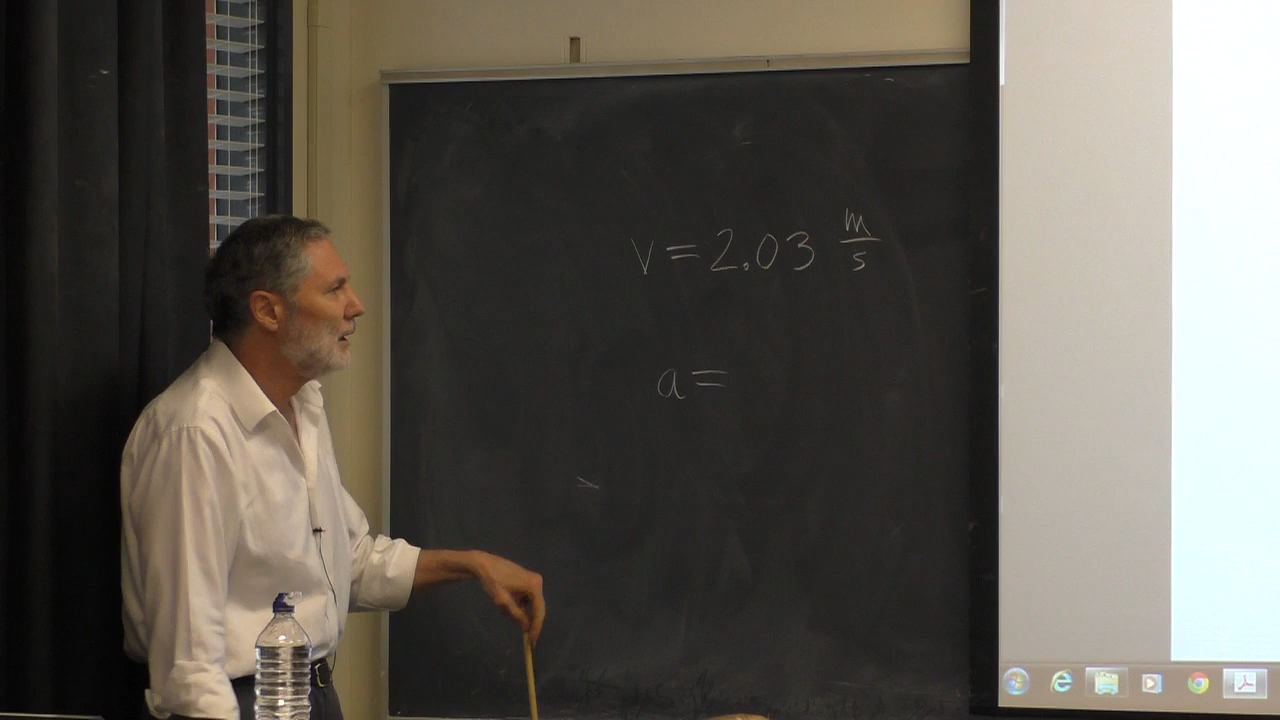 v = 2.03 m/s
a =